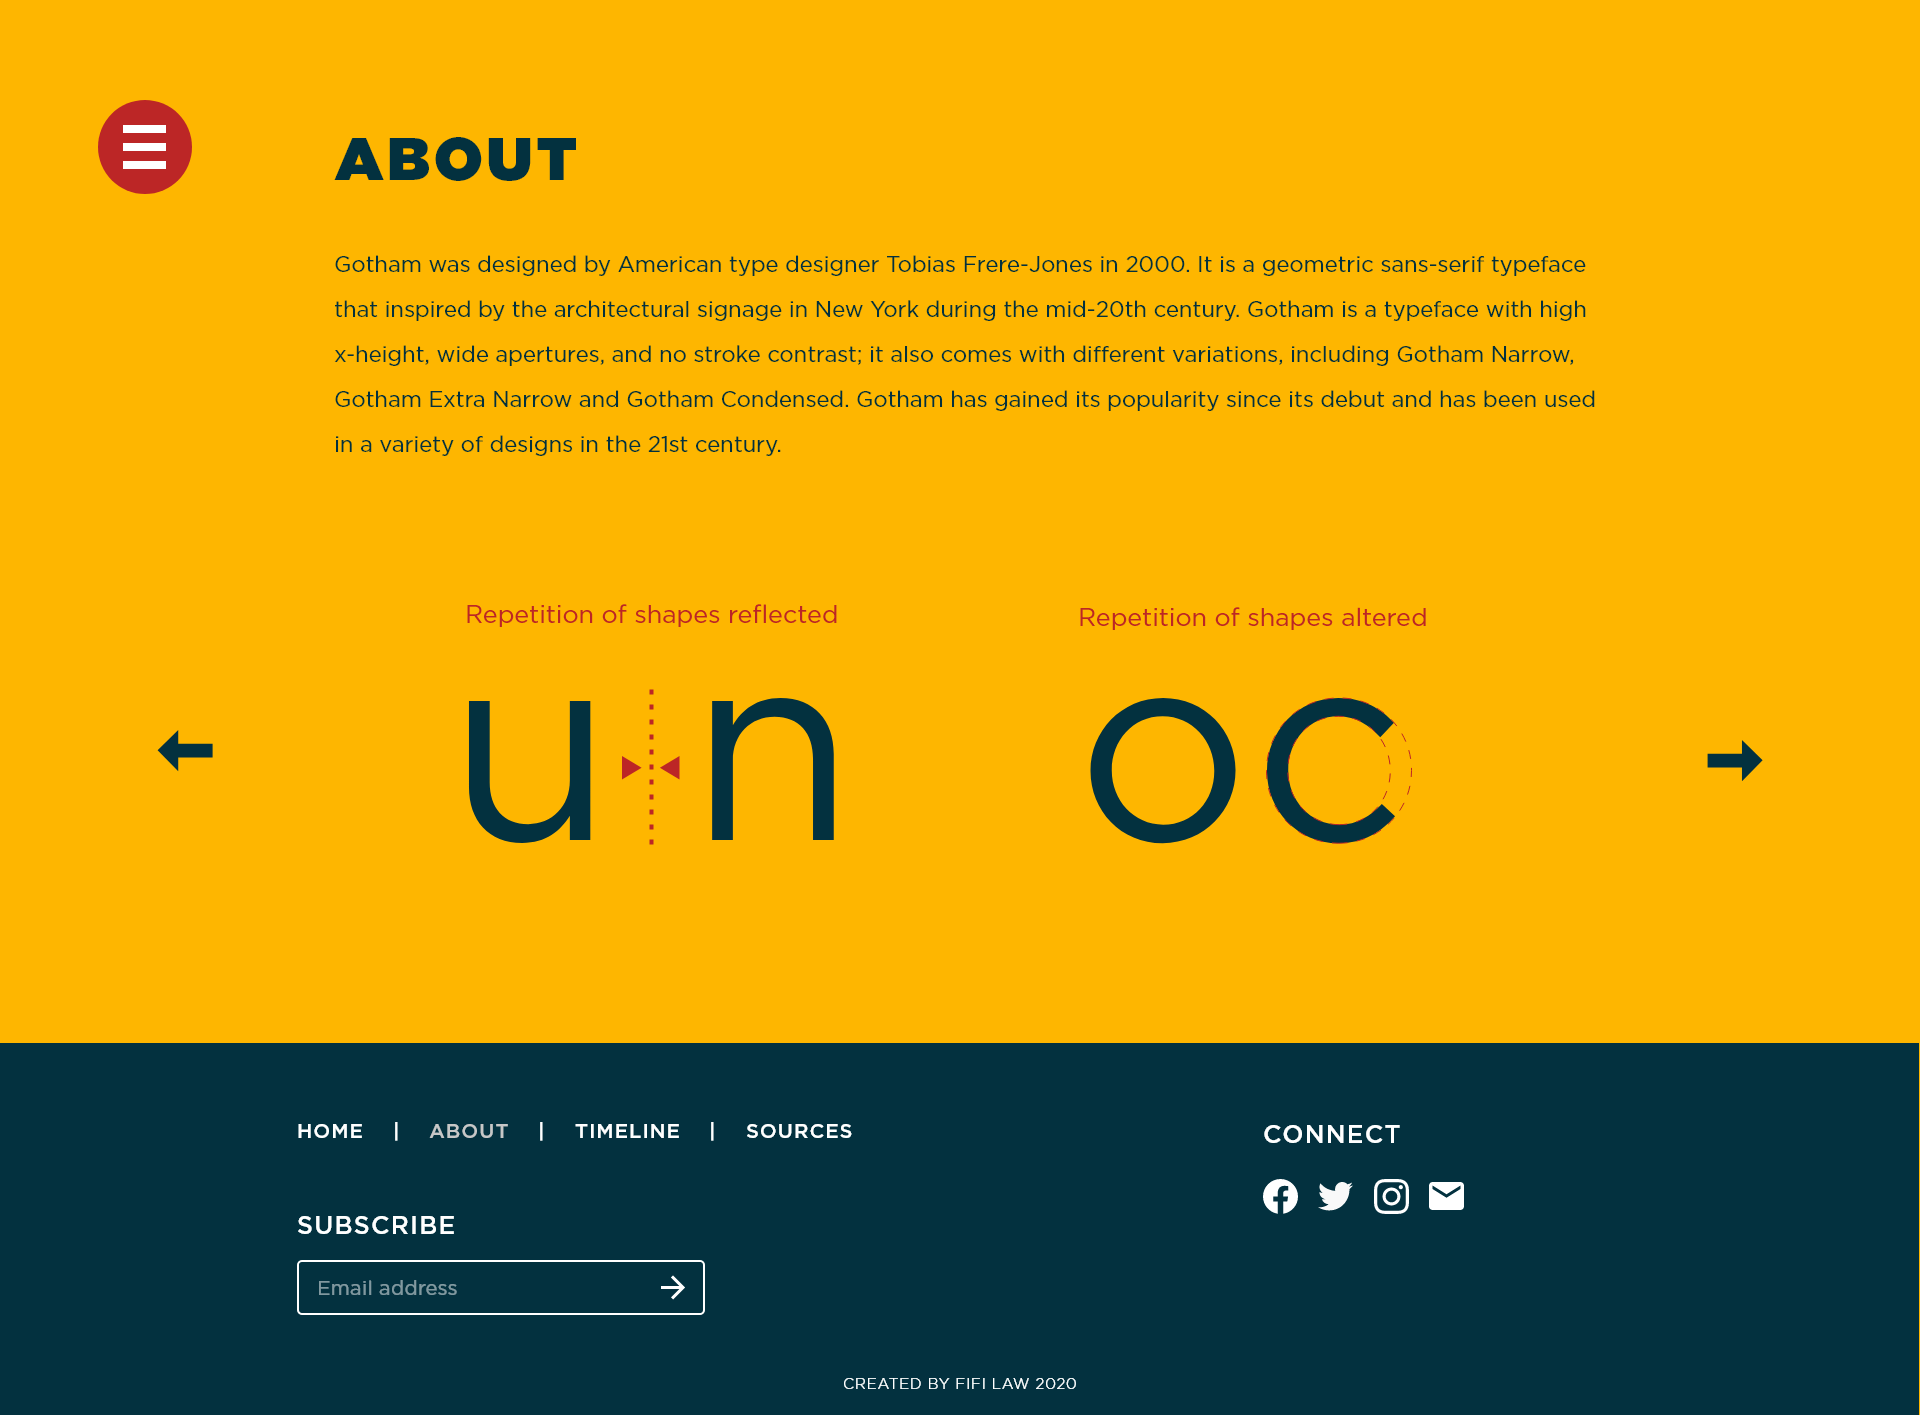 ABOUT
Gotham was designed by American type designer Tobias Frere-Jones in 2000. It is a geometric sans-serif typeface
that inspired by the architectural signage in New York during the mid-20th century. Gotham is a typeface with high
x-height, wide apertures, and no stroke contrast; it also comes with different variations, including Gotham Narrow,
Gotham Extra Narrow and Gotham Condensed. Gotham has gained its popularity since its debut and has been used
in a variety of designs in the 21st century.
Repetition of shapes reflected
un
Repetition of shapes altered
oc
HOME | ABOUT | TIMELINE | SOURCES
CONNECT
SUBSCRIBE
Email address
CREATED BY FIFI LAW 2020